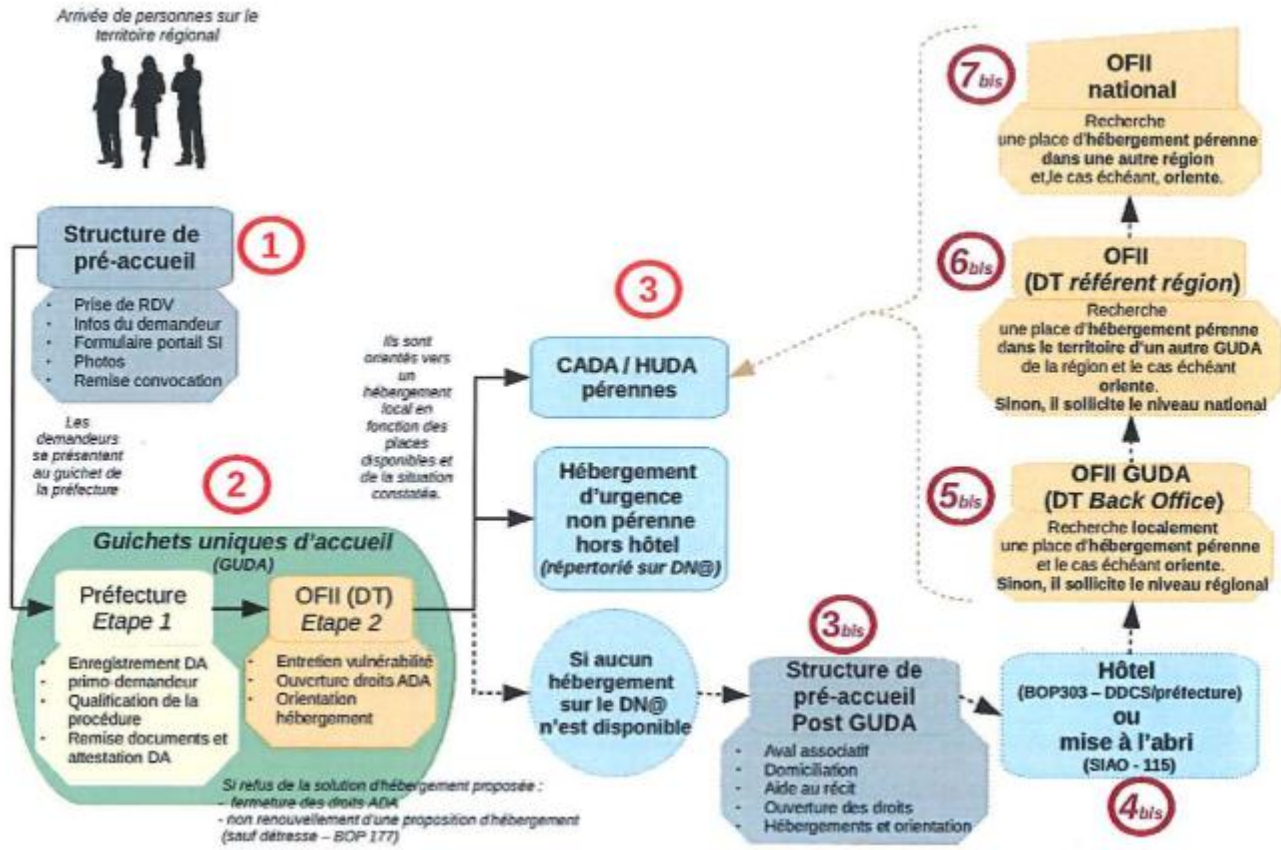 Arrivée de personnes sur le
territoire régional
Structure de
pré-accueil
1
- Prise de RDV
- Infos du demandeur
- Formulaire portail SI
- Photos
- Remise convocation
Les
demandeurs
se présentent
au guichet de
la préfecture
2
Guichets uniques d'accueil
(GUDA)
Préfecture
Etape 1
- Enregistrement DA
primo-demandeur
- Qualification de la
procédure
- Remise documents et
attestation DA
OFII (DT)
Etape 2
- Entretien vulnérabilité
- Ouverture droits ADA
- Orientation
hébergement
Si refus de la solution d'hébergement proposée :
- fermeture des droits ADA
- non renouvellement d'une proposition d'hébergement
(sauf détresse – BOP 177)
Ils sont
orientés vers
un
hébergement
local en
fonction des
places
disponibles et
de la situation
constatée.
3
CADA / HUDA
pérennes
Hébergement
d'urgence
non pérenne
hors hôtel
(répertorié sur DN@)
Si aucun
hébergement
sur le DN@
n'est disponible
3bis
Structure de
pré-accueil
Post GUDA
- Aval associatif
- Domiciliation
- Aide au récit
- Ouverture des droits
- Hébergements et orientation
Hôtel
(BOP303 – DDCS/préfecture)
ou
mise à l'abri
(SIAO - 115)
4bis
5bis
OFII GUDA
(DT Back Office)
Recherche localement
une place d'hébergement pérenne
et le cas échéant oriente.
Sinon, il sollicite le niveau régional
6bis
OFII
(DT référent région)
Recherche
une place d'hébergement pérenne
dans le territoire d'un autre GUDA
de la région et le cas échéant
oriente.
Sinon, il sollicite le niveau national
7bis
OFII
national
Recherche
une place d'hébergement pérenne
dans une autre région
et,le cas échéant, oriente.